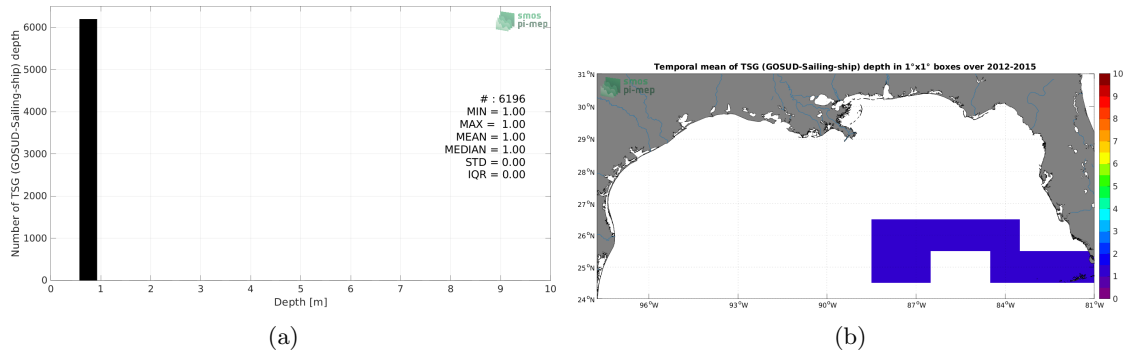 smos
pi-mep
Number of TSG (GOSUD-Sailing-ship) depth
6000
5000
4000
3000
2000
1000
0
# : 6196
MIN = 1.00
MAX = 1.00
MEAN = 1.00
MEDIAN = 1.00
STD = 0.00
IQR = 0.00
0 1 2 3 4 5 6 7 8 9 10
Depth [m]
(a)
Temporal mean of TSG (GOSUD-Sailing-ship) depth in 1°x1° boxes over 2012-2015
smos
pi-mep
31°N
30°N
29°N
28°N
27°N
26°N
25°N
24°N
96°W 93°W 90°W 87°W 84°W 81°W
10
9
8
7
6
5
4
3
2
1
0
(b)